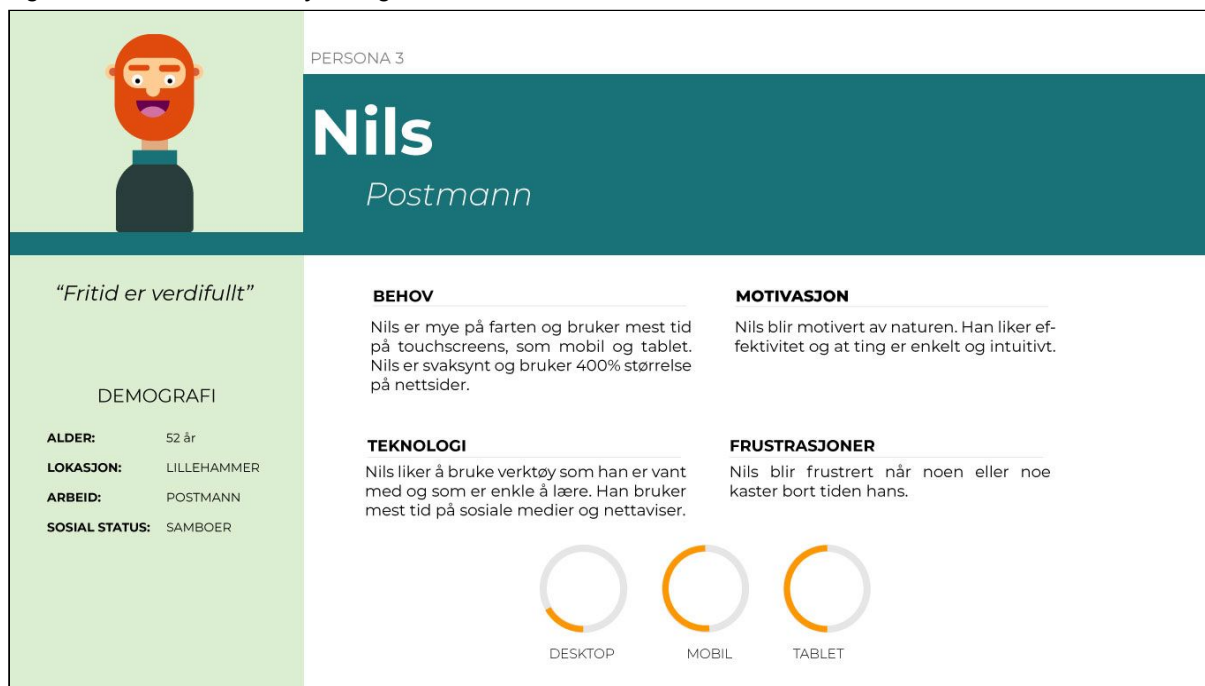 PERSONA 3
Nils
Postmann
“Fritid er verdifullt”
DEMOGRAFI
ALDER: 52 år
LOKASJON: LILLEHAMMER
ARBEID: POSTMANN
SOSIAL STATUS: SAMBOER
BEHOV
Nils er mye på farten og bruker mest tid
på touchscreens, som mobil og tablet.
Nils er svaksynt og bruker 400% størrelse
på nettsider.
MOTIVASJON
Nils blir motivert av naturen. Han liker ef-
fektivitet og at ting er enkelt og intuitivt.
TEKNOLOGI
Nils liker å bruke verktøy som han er vant
med og som er enkle å lære. Han bruker
mest tid på sosiale medier og nettaviser.
FRUSTRASJONER
Nils blir frustrert når noen eller noe
kaster bort tiden hans.
DESKTOP
MOBIL
TABLET